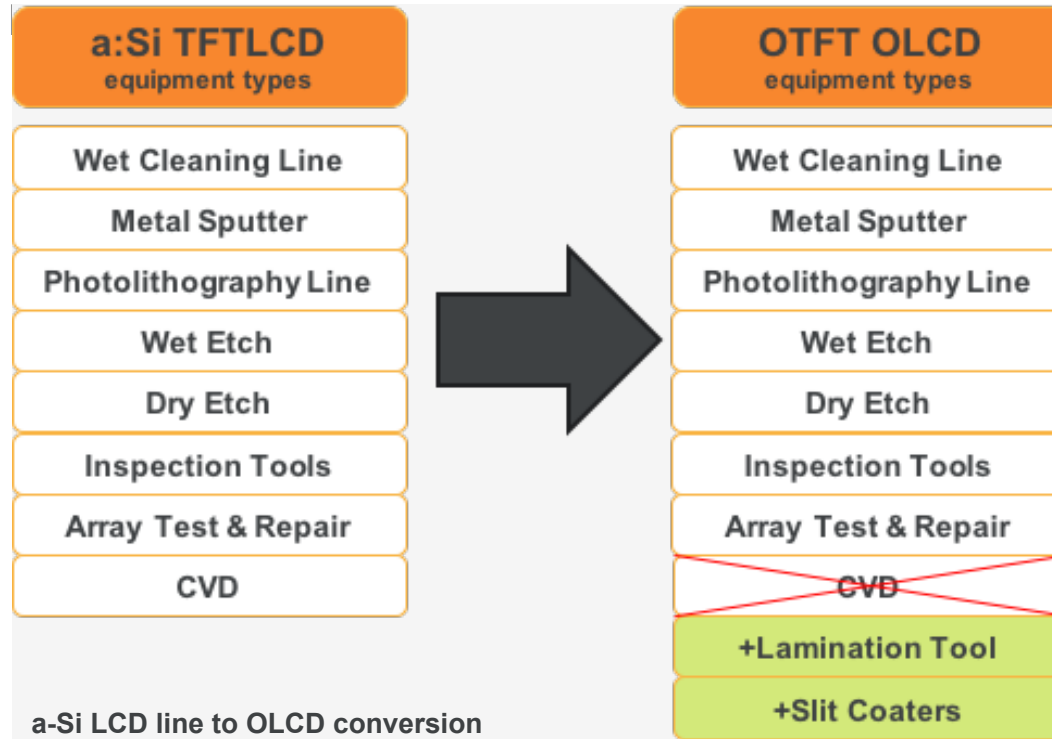 a:Si TFTLCD
equipment types
Wet Cleaning Line
Metal Sputter
Photolithography Line
Wet Etch
Dry Etch
Inspection Tools
Array Test & Repair
CVD
a-Si LCD line to OLCD conversion
OTFT OLCD
equipment types
Wet Cleaning Line
Metal Sputter
Photolithography Line
Wet Etch
Dry Etch
Inspection Tools
Array Test & Repair
CVD
+Lamination Tool
+Slit Coaters